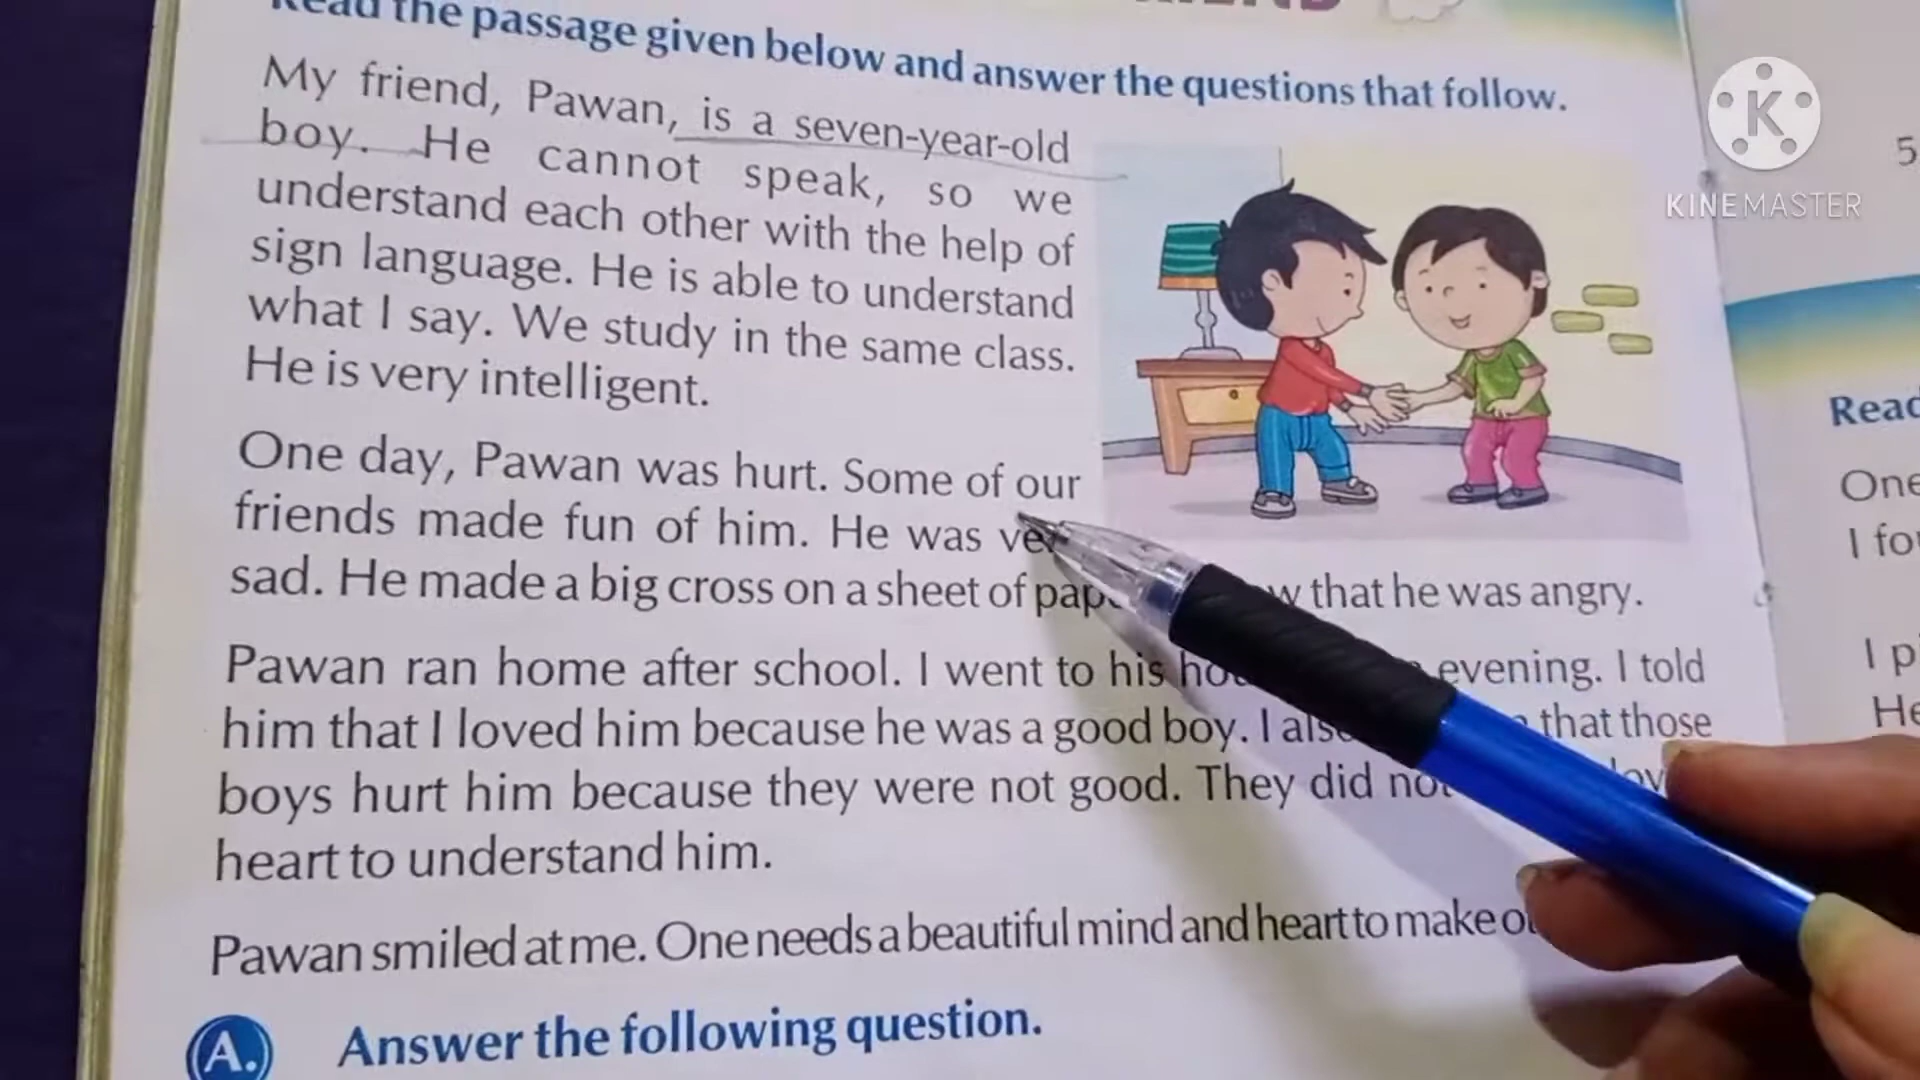 Read the passage given below and answer the questions that follow.
My friend, Pawan, is a seven-year-old
boy. He cannot speak, so we
understand each other with the help of
sign language. He is able to understand
what I say. We study in the same class.
He is very intelligent.
One day, Pawan was hurt. Some of our
friends made fun of him. He was
sad. He made a big cross on a sheet of that he was angry.
Pawan ran home after school. I went to his evening. I told
him that I loved him because he was a good boy. I that those
boys hurt him because they were not good. They did
heart to understand him.
Pawan smiled at me. One needs a beautiful mind and heart to make
A. Answer the following question.
KINEMASTER
K
5
Read
One
I
I
He